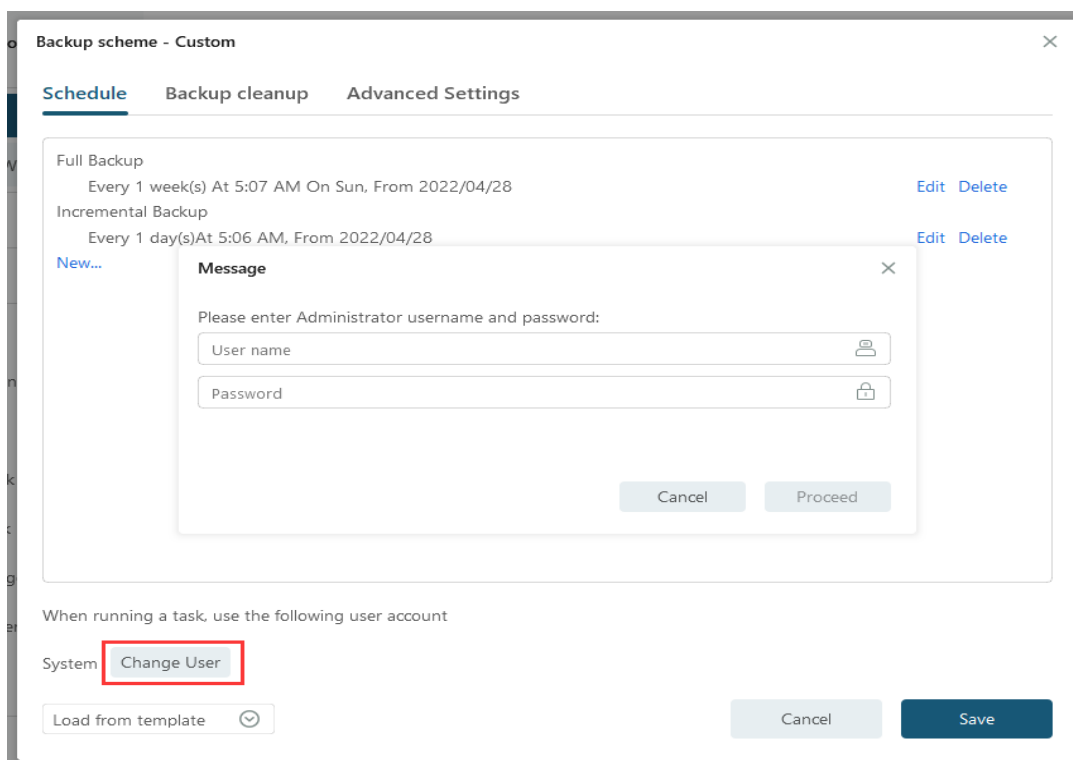 Backup scheme - Custom
Schedule Backup cleanup Advanced Settings
Full Backup
Every 1 week(s) At 5:07 AM On Sun, From 2022/04/28 Edit Delete
Incremental Backup
Every 1 day(s)At 5:06 AM, From 2022/04/28 Edit Delete
New...
Message
Please enter Administrator username and password:
User name
Password
Cancel Proceed
When running a task, use the following user account
System Change User
Load from template Cancel Save